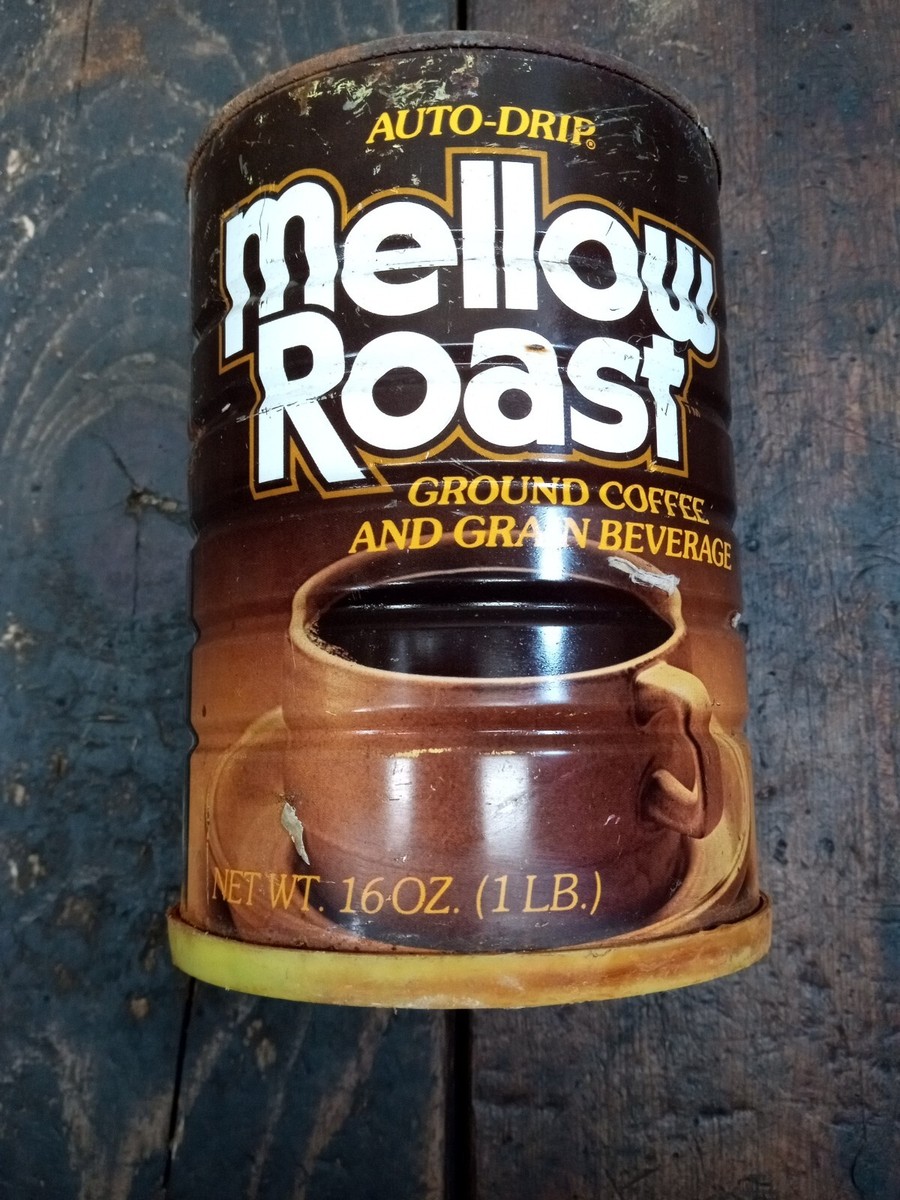 AUTO-DRIP®
mellow
Roast™
GROUND COFFEE
AND GRAIN BEVERAGE
NET WT. 16 OZ. (1 LB.)